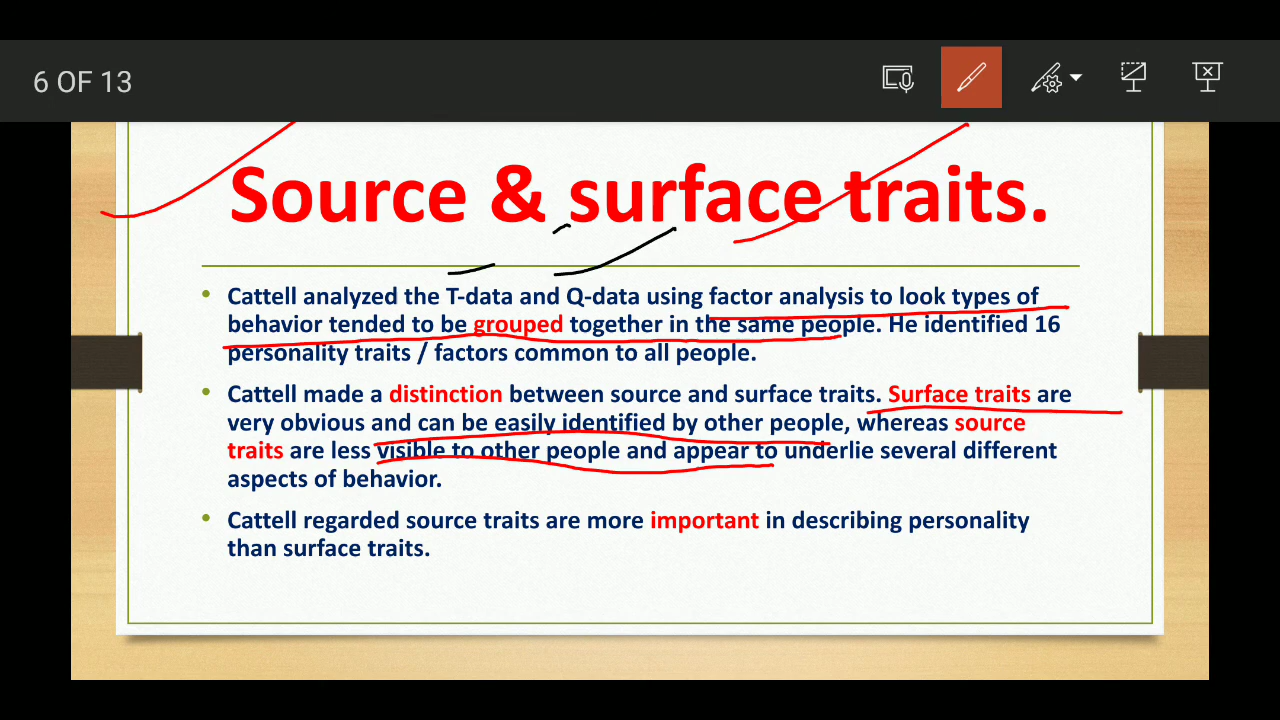 6 OF 13
Source & surface traits.
• Cattell analyzed the T-data and Q-data using factor analysis to look types of
behavior tended to be grouped together in the same people. He identified 16
personality traits / factors common to all people.
• Cattell made a distinction between source and surface traits. Surface traits are
very obvious and can be easily identified by other people, whereas source
traits are less visible to other people and appear to underlie several different
aspects of behavior.
• Cattell regarded source traits are more important in describing personality
than surface traits.